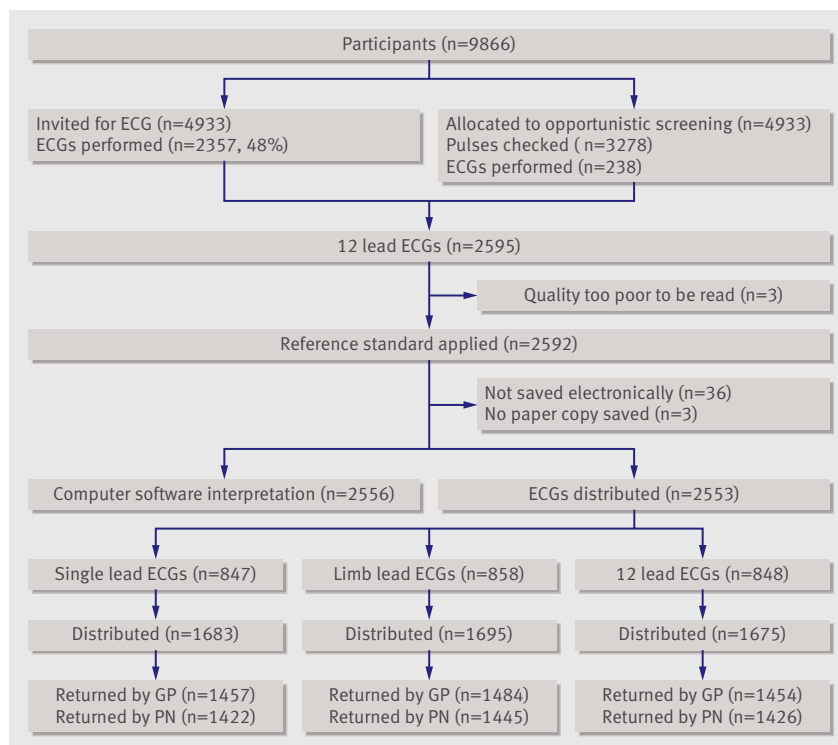 Participants (n=9866)
Invited for ECG (n=4933)
ECGs performed (n=2357, 48%)
Allocated to opportunistic screening (n=4933)
Pulses checked ( n=3278)
ECGs performed (n=238)
12 lead ECGs (n=2595)
Quality too poor to be read (n=3)
Reference standard applied (n=2592)
Not saved electronically (n=36)
No paper copy saved (n=3)
Computer software interpretation (n=2556)
ECGs distributed (n=2553)
Single lead ECGs (n=847)
Limb lead ECGs (n=858)
12 lead ECGs (n=848)
Distributed (n=1683)
Distributed (n=1695)
Distributed (n=1675)
Returned by GP (n=1457)
Returned by PN (n=1422)
Returned by GP (n=1484)
Returned by PN (n=1445)
Returned by GP (n=1454)
Returned by PN (n=1426)